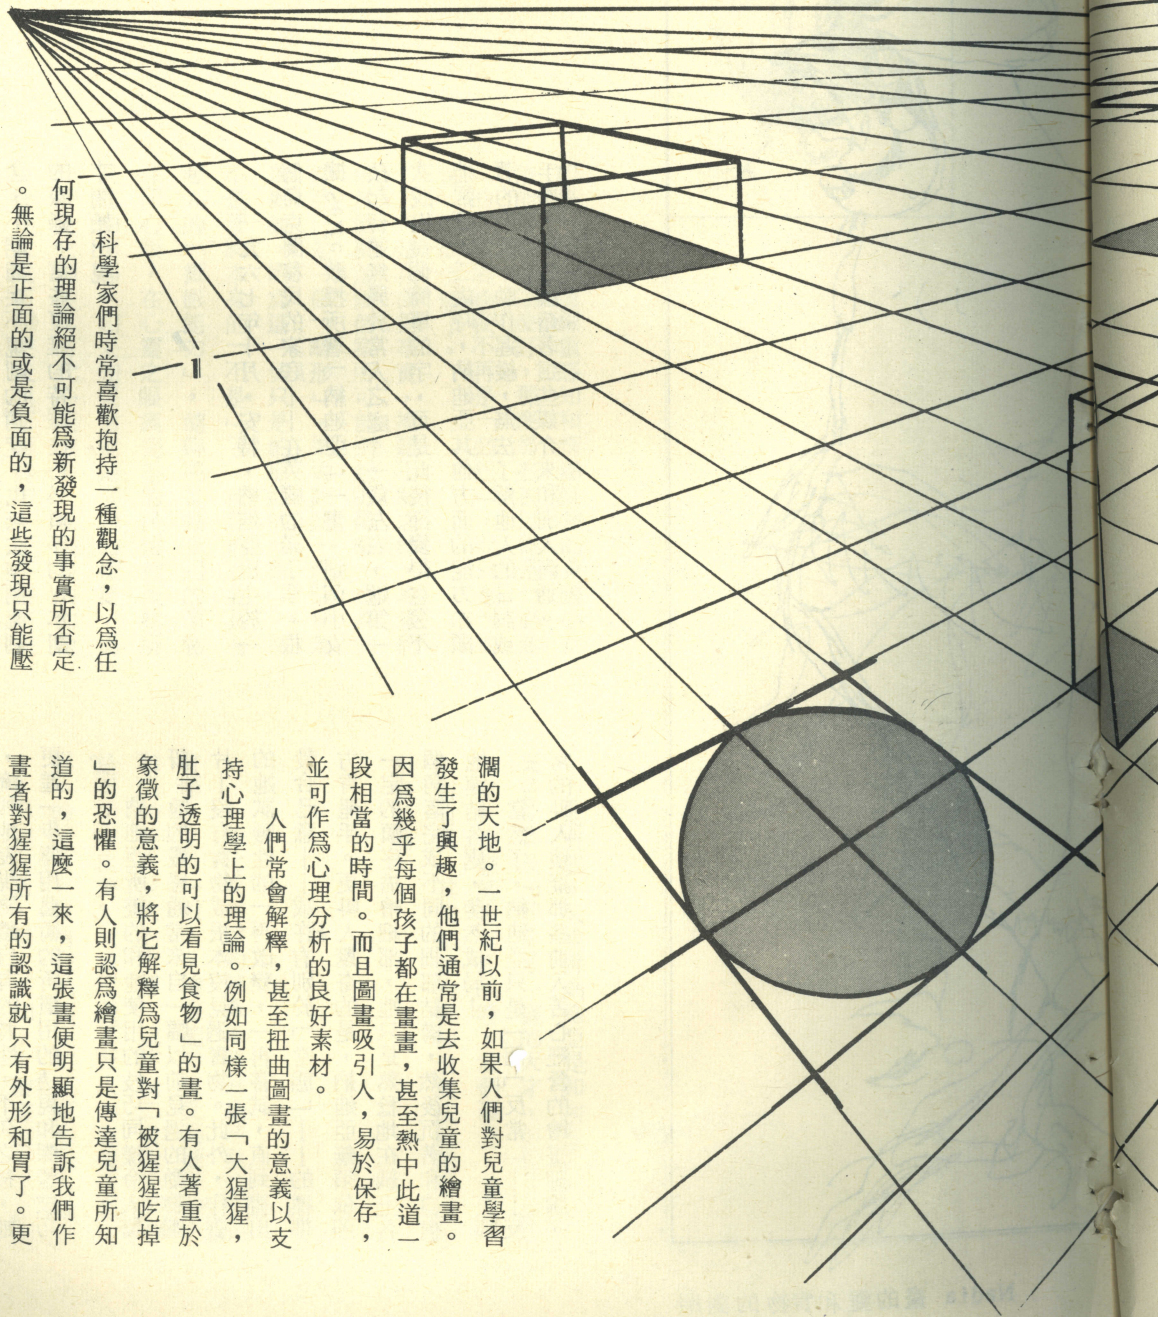 科學家們時常喜歡抱持一種觀念，以爲任
何現存的理論絕不可能爲新發現的事實所否定
。無論是正面的或是負面的，這些發現只能壓
濶的天地。一世紀以前，如果人們對兒童學習
發生了興趣，他們通常是去收集兒童的繪畫。
因爲幾乎每個孩子都在畫畫，甚至熱中此道一
段相當的時間。而且圖畫吸引人，易於保存，
並可作爲心理分析的良好素材。
人們常會解釋，甚至扭曲圖畫的意義以支
持心理學上的理論。例如同樣一張「大猩猩，
肚子透明的可以看見食物」的畫。有人著重於
象徵的意義，將它解釋爲兒童對「被猩猩吃掉
」的恐懼。有人則認爲繪畫只是傳達兒童所知
道的，這麼一來，這張畫便明顯地告訴我們作
畫者對猩猩所有的認識就只有外形和胃了。更